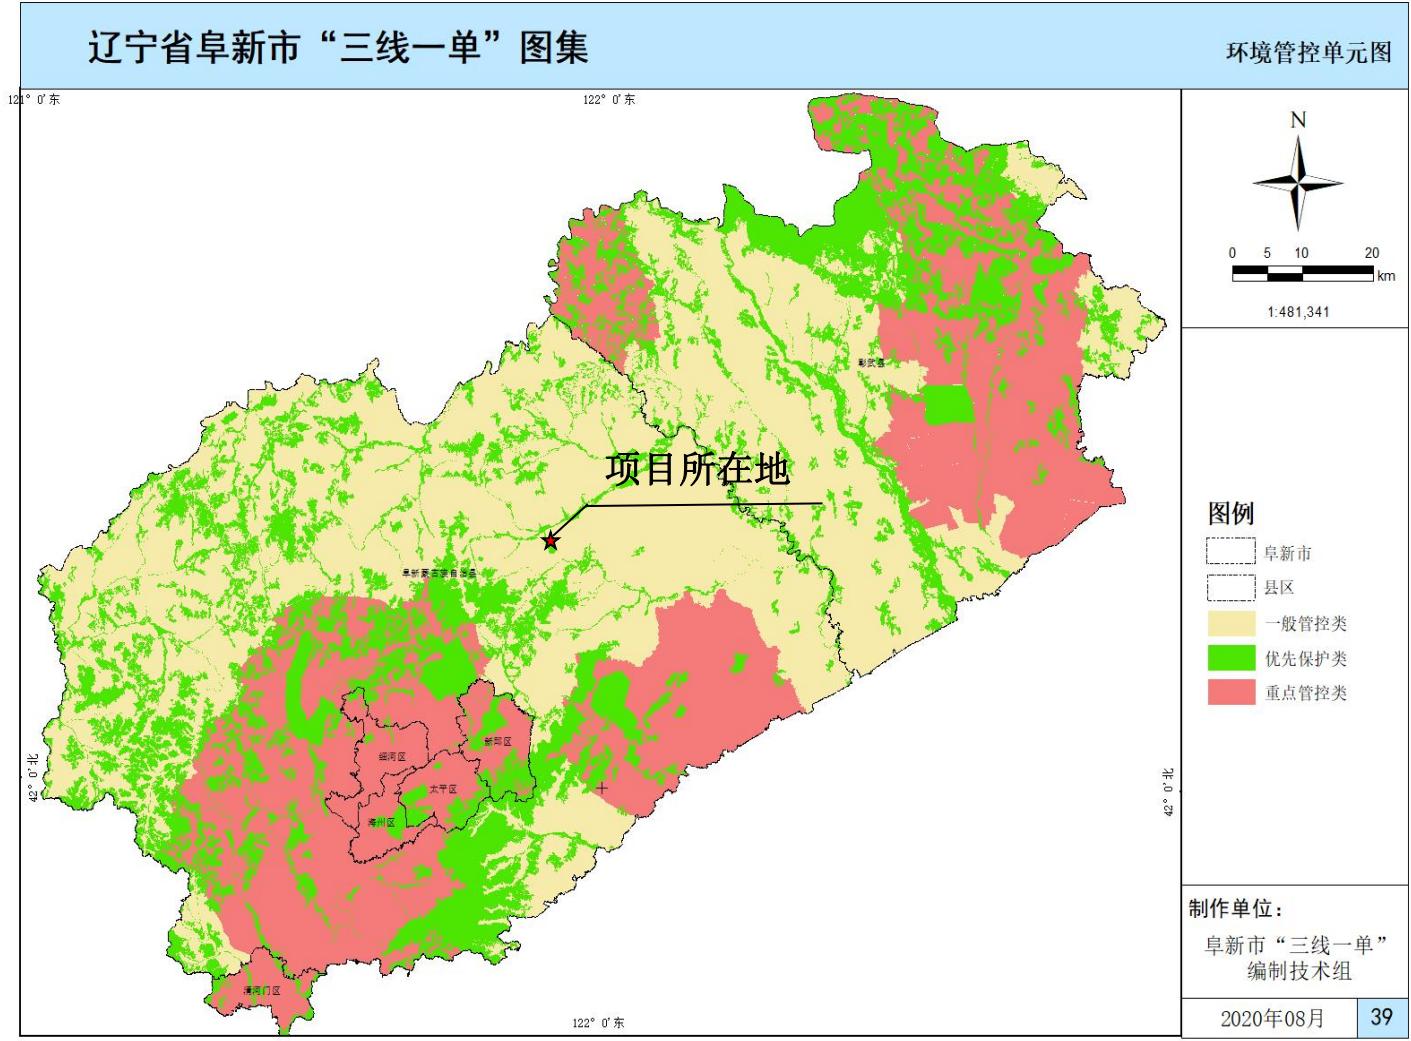 辽宁省阜新市“三线一单”图集
环境管控单元图
121° 0′东
122° 0′东
N
0 5 10 20
km
1:481,341
彰武县
项目所在地
阜新蒙古族自治县
图例
阜新市
县区
一般管控类
优先保护类
重点管控类
新邱区
细河区
太平区
海州区
清河门区
42° 0′北
42° 0′北
122° 0′东
制作单位：
阜新市“三线一单”
编制技术组
2020年08月
39